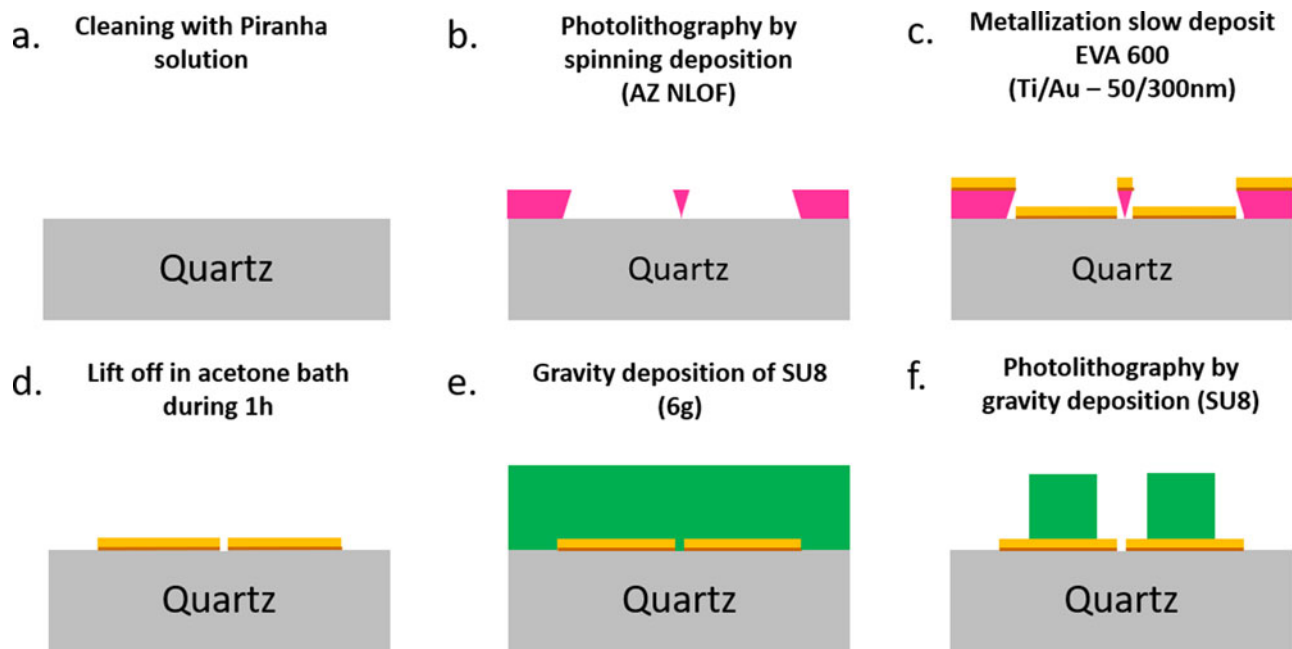 a.
Cleaning with Piranha
solution
Quartz
b.
Photolithography by
spinning deposition
(AZ NLOF)
Quartz
c.
Metallization slow deposit
EVA 600
(Ti/Au – 50/300nm)
Quartz
d.
Lift off in acetone bath
during 1h
Quartz
e.
Gravity deposition of SU8
(6g)
Quartz
f.
Photolithography by
gravity deposition (SU8)
Quartz